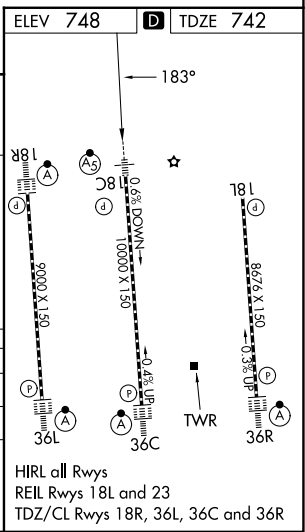 ELEV 748 D TDZE 742
183°
18R
A
A5
18C
18L
P
P
P
0.6% DOWN
9000 X 150
10000 X 150
8676 X 150
0.4% UP
0.3% UP
P
P
P
A
A
TWR
A
36L
36C
36R
HIRL all Rwys
REIL Rwys 18L and 23
TDZ/CL Rwys 18R, 36L, 36C and 36R